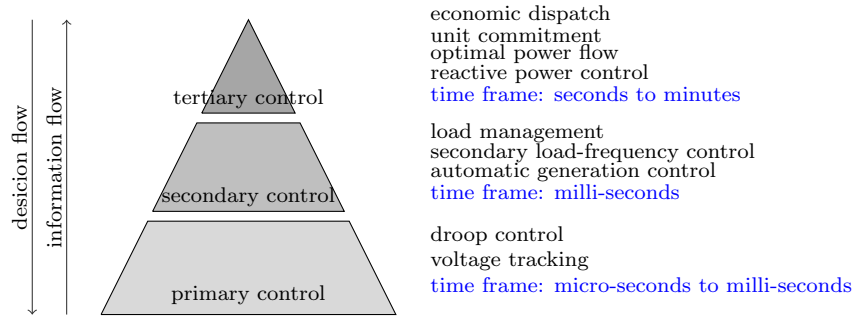 desicion flow
information flow
tertiary control
secondary control
primary control
economic dispatch
unit commitment
optimal power flow
reactive power control
time frame: seconds to minutes
load management
secondary load-frequency control
automatic generation control
time frame: milli-seconds
droop control
voltage tracking
time frame: micro-seconds to milli-seconds